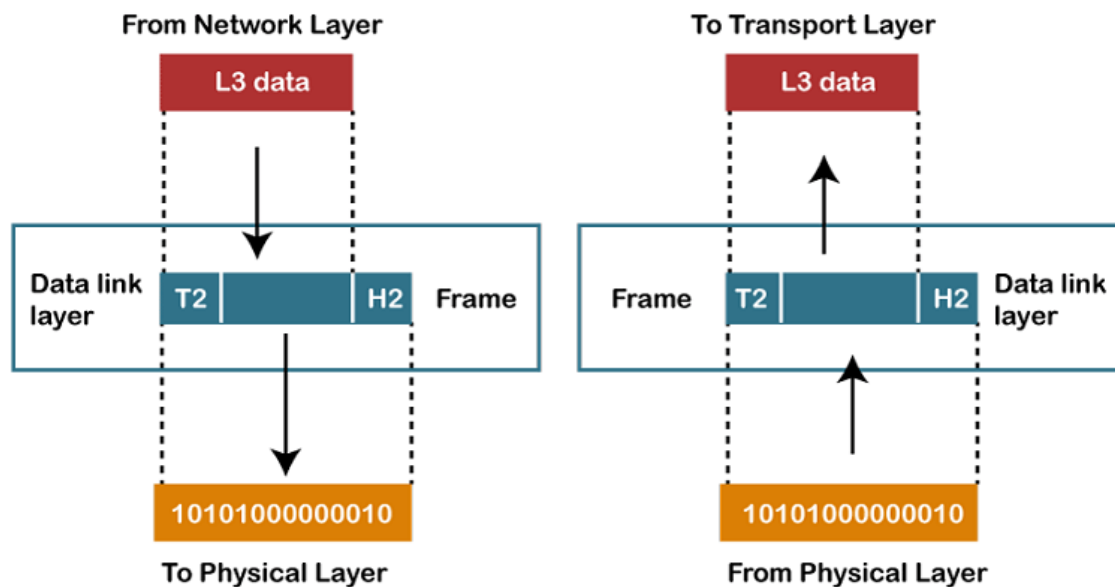 From Network Layer
L3 data
Data link
layer
T2
H2
Frame
10101000000010
To Physical Layer
To Transport Layer
L3 data
Frame
T2
H2
Data link
layer
10101000000010
From Physical Layer